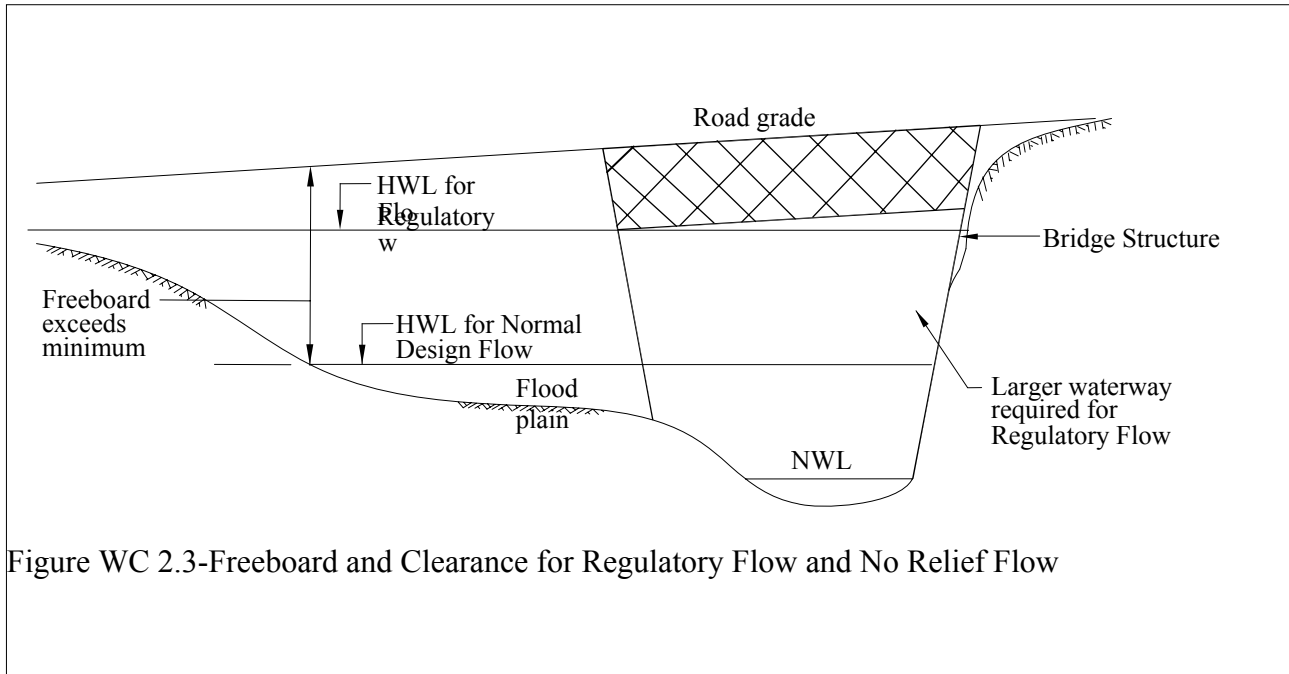 Road grade
HWL for
Flo
Regulatory
w
Bridge Structure
Freeboard
exceeds
minimum
HWL for Normal
Design Flow
Flood
plain
Larger waterway
required for
Regulatory Flow
NWL
Figure WC 2.3-Freeboard and Clearance for Regulatory Flow and No Relief Flow